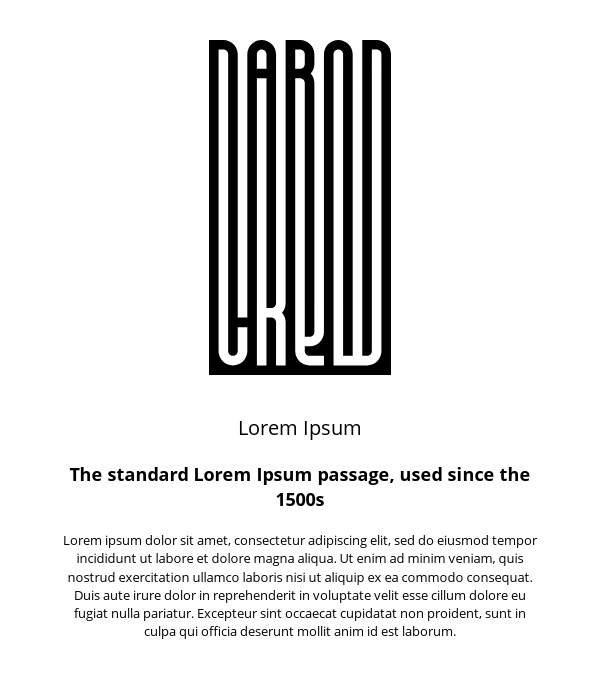 NAROD
CREW
Lorem Ipsum
The standard Lorem Ipsum passage, used since the
1500s
Lorem ipsum dolor sit amet, consectetur adipiscing elit, sed do eiusmod tempor
incididunt ut labore et dolore magna aliqua. Ut enim ad minim veniam, quis
nostrud exercitation ullamco laboris nisi ut aliquip ex ea commodo consequat.
Duis aute irure dolor in reprehenderit in voluptate velit esse cillum dolore eu
fugiat nulla pariatur. Excepteur sint occaecat cupidatat non proident, sunt in
culpa qui officia deserunt mollit anim id est laborum.